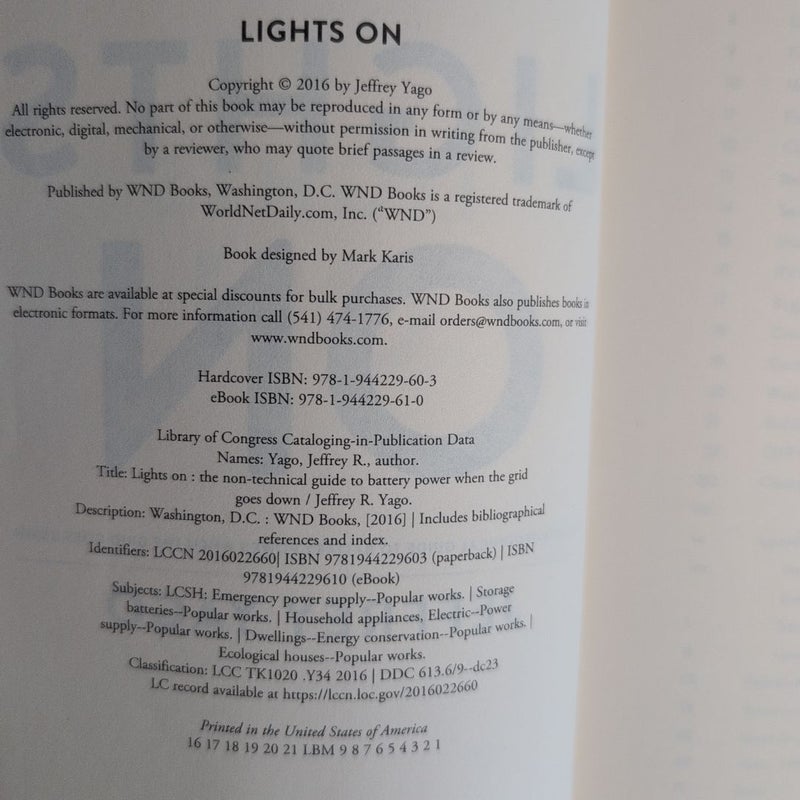 LIGHTS ON
Copyright © 2016 by Jeffrey Yago
All rights reserved. No part of this book may be reproduced in any form or by any means—whether
electronic, digital, mechanical, or otherwise—without permission in writing from the publisher, except
by a reviewer, who may quote brief passages in a review.
Published by WND Books, Washington, D.C. WND Books is a registered trademark of
WorldNetDaily.com, Inc. ("WND")
Book designed by Mark Karis
WND Books are available at special discounts for bulk purchases. WND Books also publishes books in
electronic formats. For more information call (541) 474-1776, e-mail orders@wndbooks.com, or visit
www.wndbooks.com.
Hardcover ISBN: 978-1-944229-60-3
eBook ISBN: 978-1-944229-61-0
Library of Congress Cataloging-in-Publication Data
Names: Yago, Jeffrey R., author.
Title: Lights on : the non-technical guide to battery power when the grid
goes down / Jeffrey R. Yago.
Description: Washington, D.C. : WND Books, [2016] | Includes bibliographical
references and index.
Identifiers: LCCN 2016022660| ISBN 9781944229603 (paperback) | ISBN
9781944229610 (eBook)
Subjects: LCSH: Emergency power supply--Popular works. | Storage
batteries--Popular works. | Household appliances, Electric--Power
supply--Popular works. | Dwellings--Energy conservation--Popular works. |
Ecological houses--Popular works.
Classification: LCC TK1020 .Y34 2016 | DDC 613.6/9--dc23
LC record available at https://lccn.loc.gov/2016022660
Printed in the United States of America
16 17 18 19 20 21 LBM 9 8 7 6 5 4 3 2 1